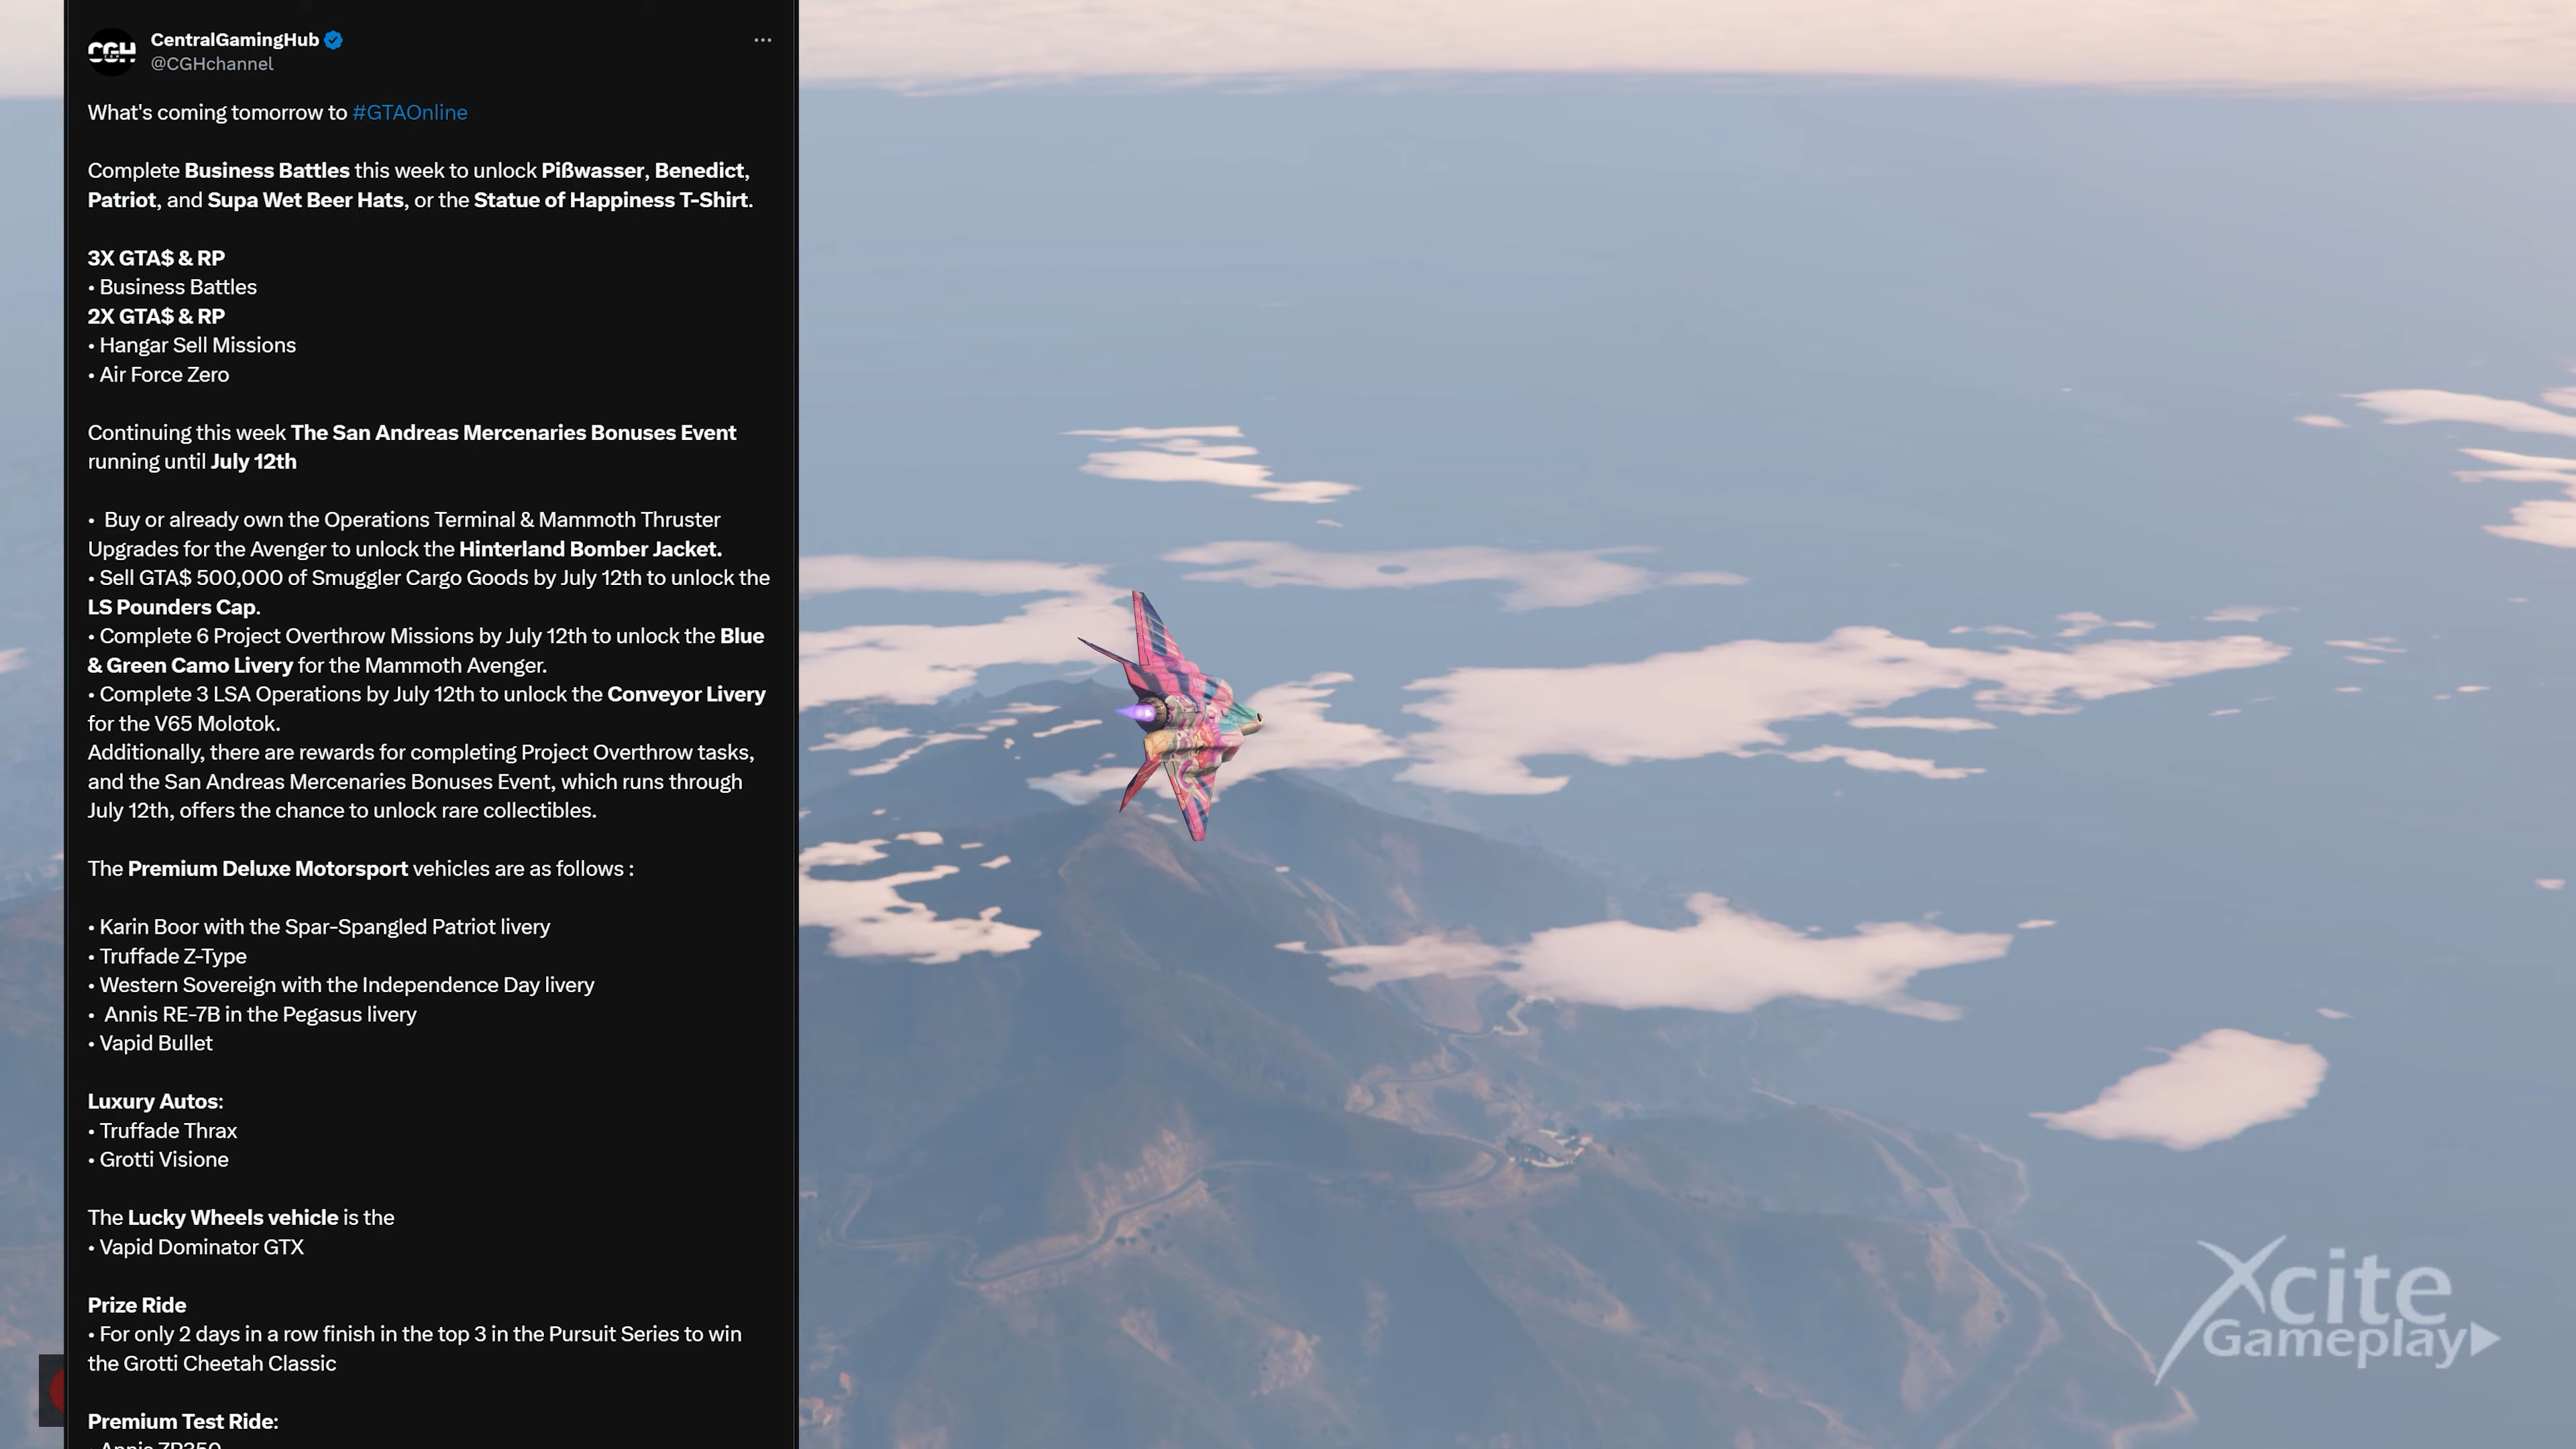 CGH
CentralGamingHub
@CGHchannel
What's coming tomorrow to #GTAOnline
Complete Business Battles this week to unlock Pißwasser, Benedict,
Patriot, and Supa Wet Beer Hats, or the Statue of Happiness T-Shirt.
3X GTA$ & RP
• Business Battles
2X GTA$ & RP
• Hangar Sell Missions
• Air Force Zero
Continuing this week The San Andreas Mercenaries Bonuses Event
running until July 12th
• Buy or already own the Operations Terminal & Mammoth Thruster
Upgrades for the Avenger to unlock the Hinterland Bomber Jacket.
• Sell GTA$ 500,000 of Smuggler Cargo Goods by July 12th to unlock the
LS Pounders Cap.
• Complete 6 Project Overthrow Missions by July 12th to unlock the Blue
& Green Camo Livery for the Mammoth Avenger.
• Complete 3 LSA Operations by July 12th to unlock the Conveyor Livery
for the V65 Molotok.
Additionally, there are rewards for completing Project Overthrow tasks,
and the San Andreas Mercenaries Bonuses Event, which runs through
July 12th, offers the chance to unlock rare collectibles.
The Premium Deluxe Motorsport vehicles are as follows :
• Karin Boor with the Spar-Spangled Patriot livery
• Truffade Z-Type
• Western Sovereign with the Independence Day livery
• Annis RE-7B in the Pegasus livery
• Vapid Bullet
Luxury Autos:
• Truffade Thrax
• Grotti Visione
The Lucky Wheels vehicle is the
• Vapid Dominator GTX
Prize Ride
• For only 2 days in a row finish in the top 3 in the Pursuit Series to win
the Grotti Cheetah Classic
Premium Test Ride:
• Annis ZR350
Xcite
Gameplay